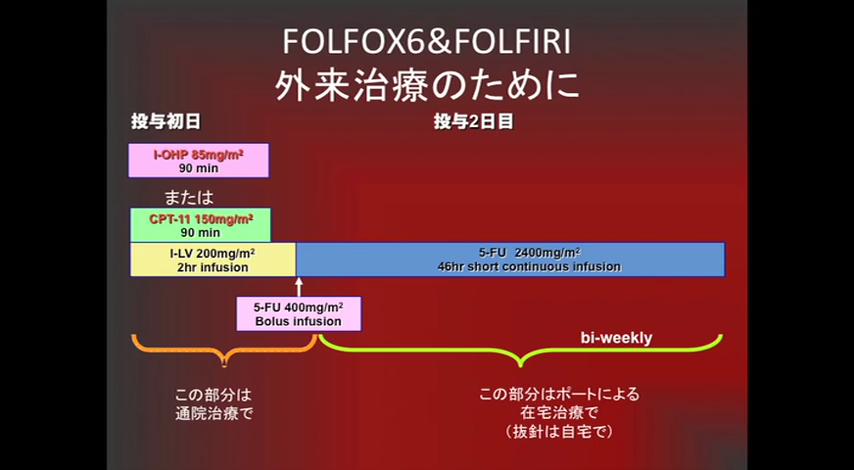 FOLFOX6&FOLFIRI
外来治療のために
投与初日
投与2日目
l-OHP 85mg/m²
90 min
または
CPT-11 150mg/m²
90 min
l-LV 200mg/m²
2hr infusion
5-FU 2400mg/m²
46hr short continuous infusion
5-FU 400mg/m²
Bolus infusion
bi-weekly
この部分は
通院治療で
この部分はポートによる
在宅治療で
（抜針は自宅で）